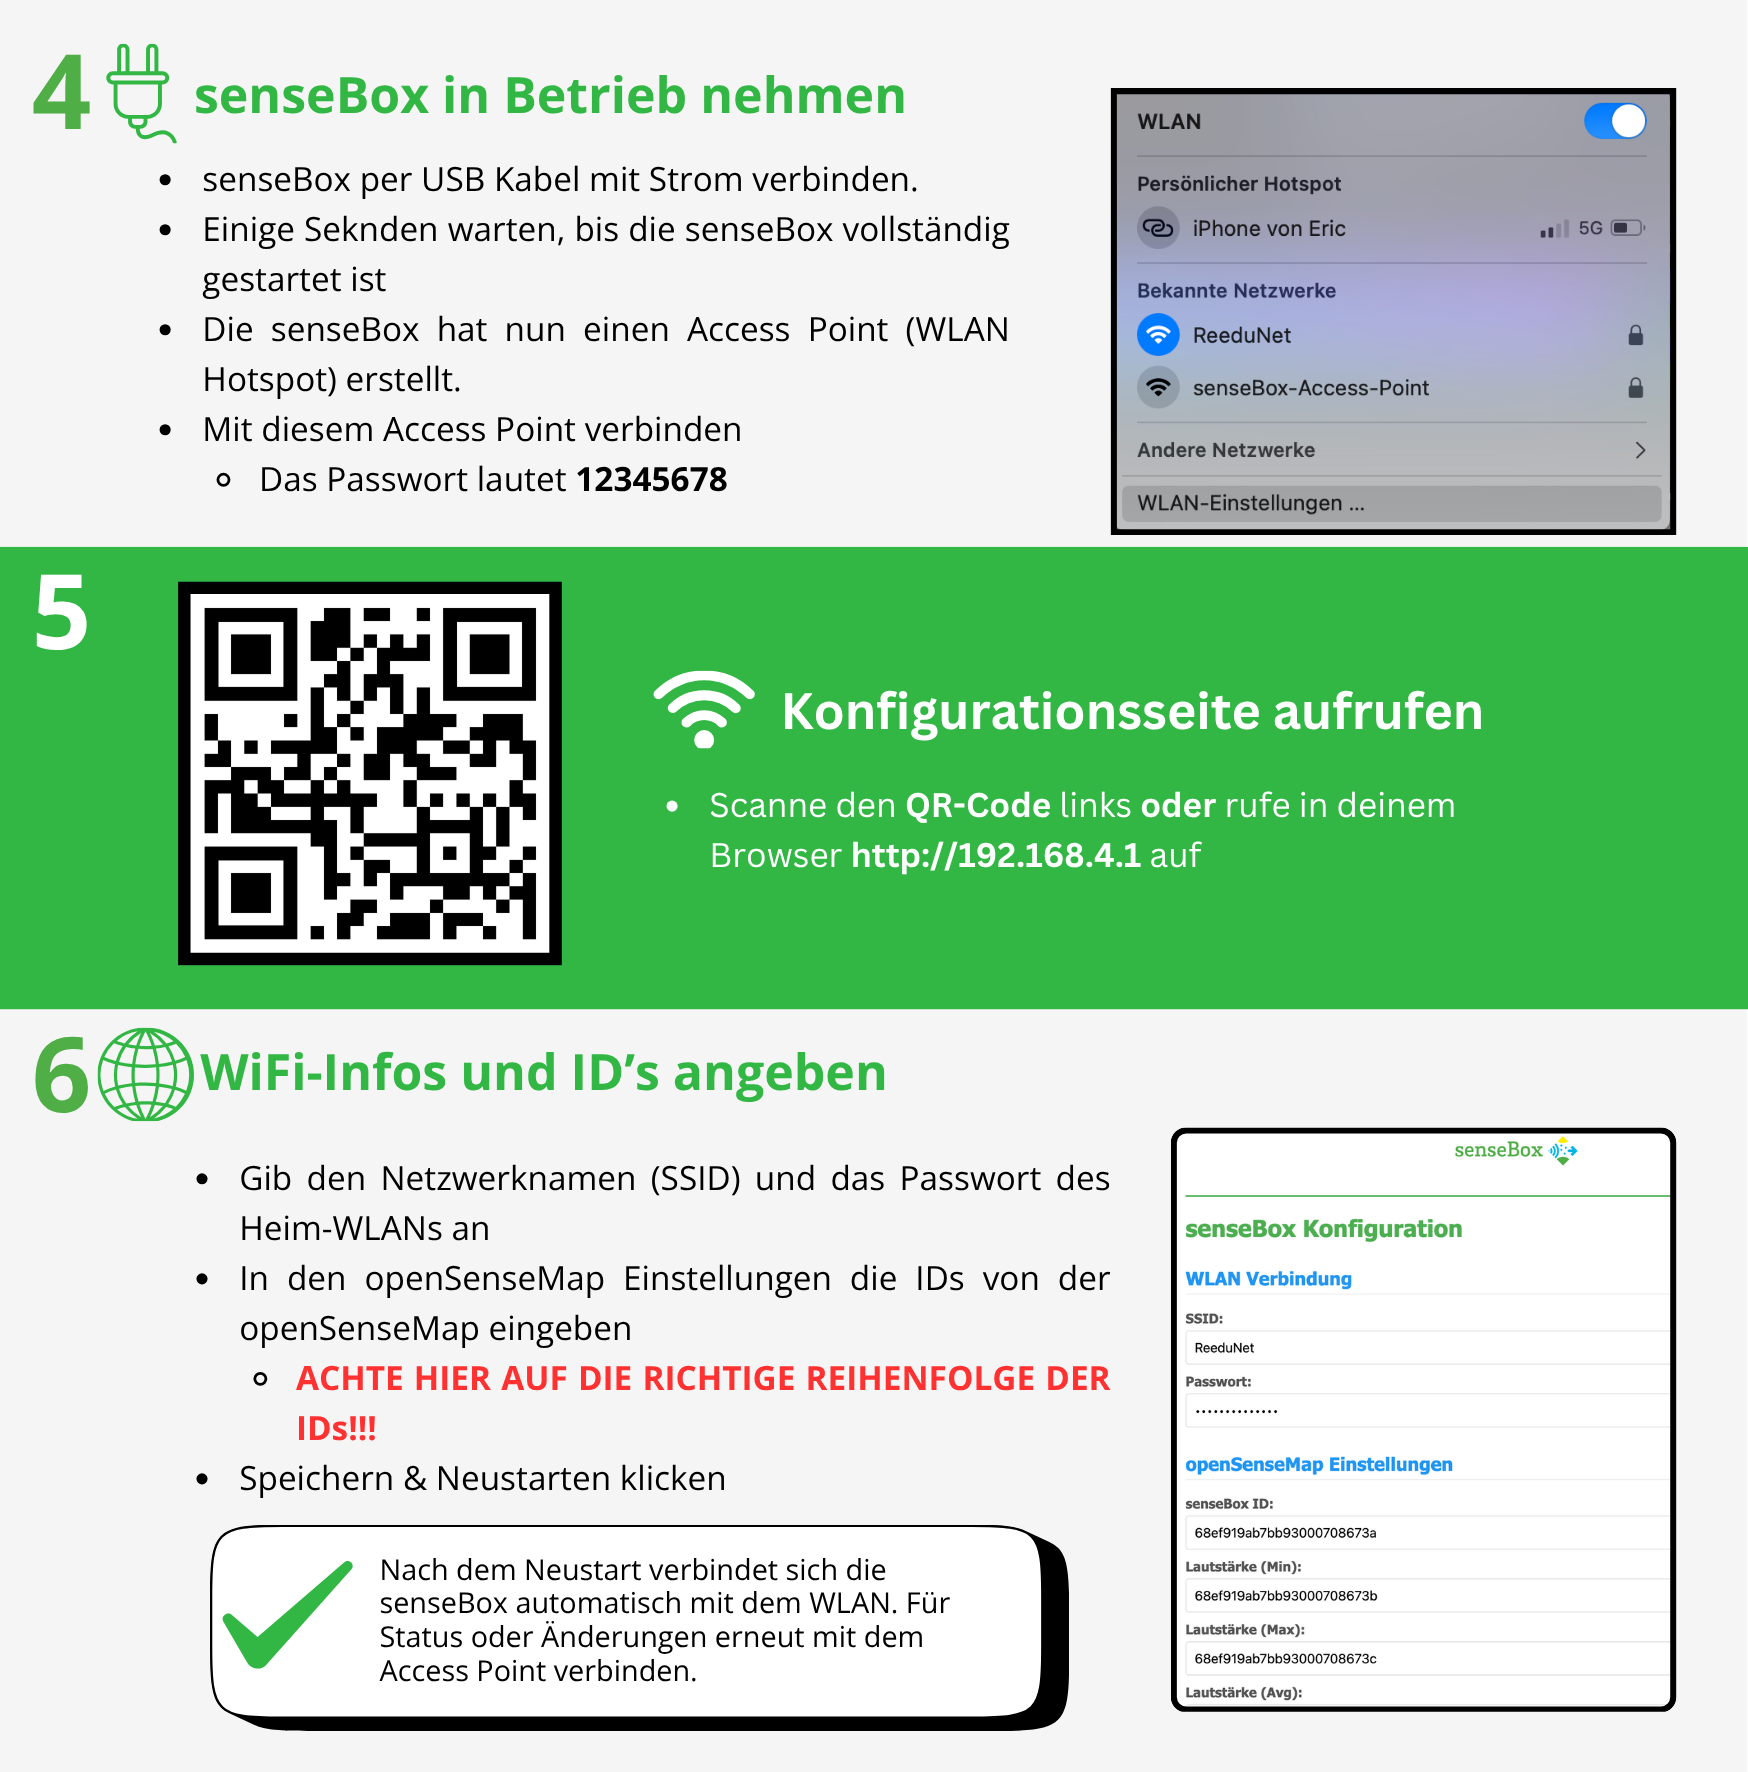 4
senseBox in Betrieb nehmen
• senseBox per USB Kabel mit Strom verbinden.
• Einige Seknden warten, bis die senseBox vollständig
gestartet ist
• Die senseBox hat nun einen Access Point (WLAN
Hotspot) erstellt.
• Mit diesem Access Point verbinden
◦ Das Passwort lautet 12345678
WLAN
Persönlicher Hotspot
iPhone von Eric 5G
Bekannte Netzwerke
ReeduNet
senseBox-Access-Point
Andere Netzwerke
WLAN-Einstellungen ...
5
Konfigurationsseite aufrufen
• Scanne den QR-Code links oder rufe in deinem
Browser http://192.168.4.1 auf
6
WiFi-Infos und ID’s angeben
• Gib den Netzwerknamen (SSID) und das Passwort des
Heim-WLANs an
• In den openSenseMap Einstellungen die IDs von der
openSenseMap eingeben
◦ ACHTE HIER AUF DIE RICHTIGE REIHENFOLGE DER
IDs!!!
• Speichern & Neustarten klicken
Nach dem Neustart verbindet sich die
senseBox automatisch mit dem WLAN. Für
Status oder Änderungen erneut mit dem
Access Point verbinden.
senseBox
senseBox Konfiguration
WLAN Verbindung
SSID:
ReeduNet
Passwort:
••••••••••••••
openSenseMap Einstellungen
senseBox ID:
68ef919ab7bb93000708673a
Lautstärke (Min):
68ef919ab7bb93000708673b
Lautstärke (Max):
68ef919ab7bb93000708673c
Lautstärke (Avg):